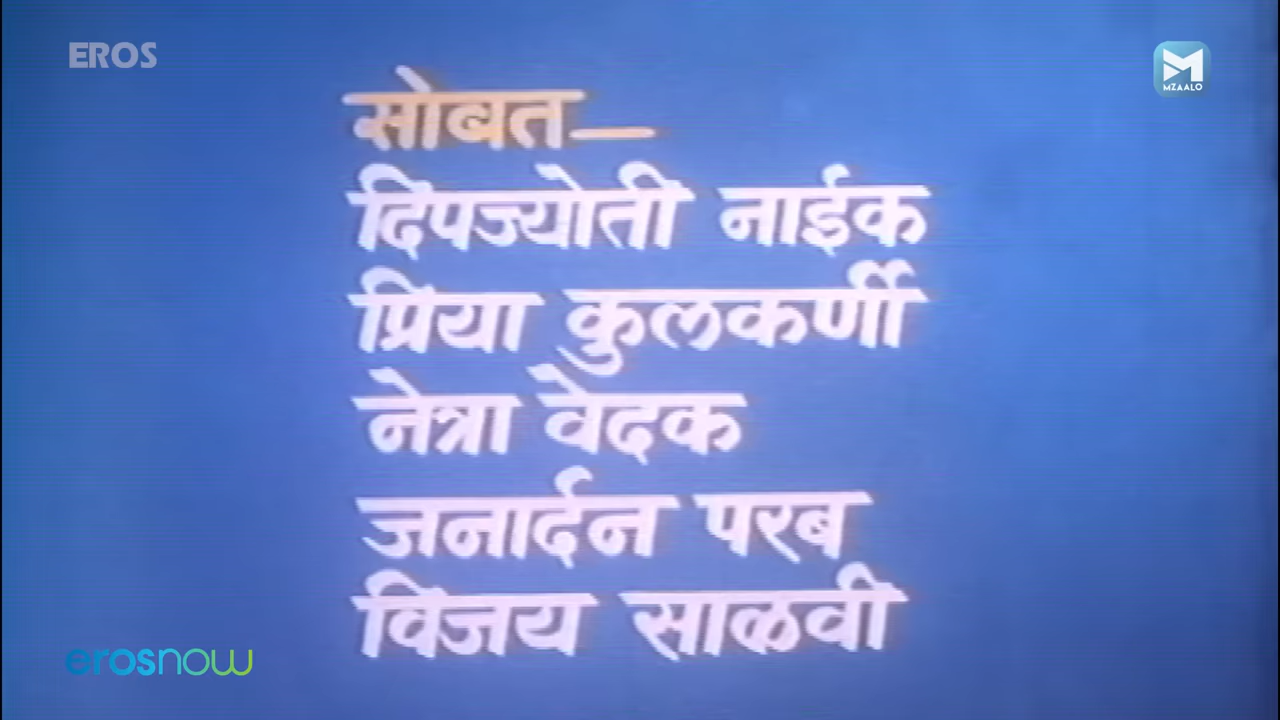 EROS
MZAALO
सोबत—
दिपज्योती नाईक
प्रिया कुलकर्णी
नेत्रा वेदक
जनार्दन परब
विजय साळवी
erosnow